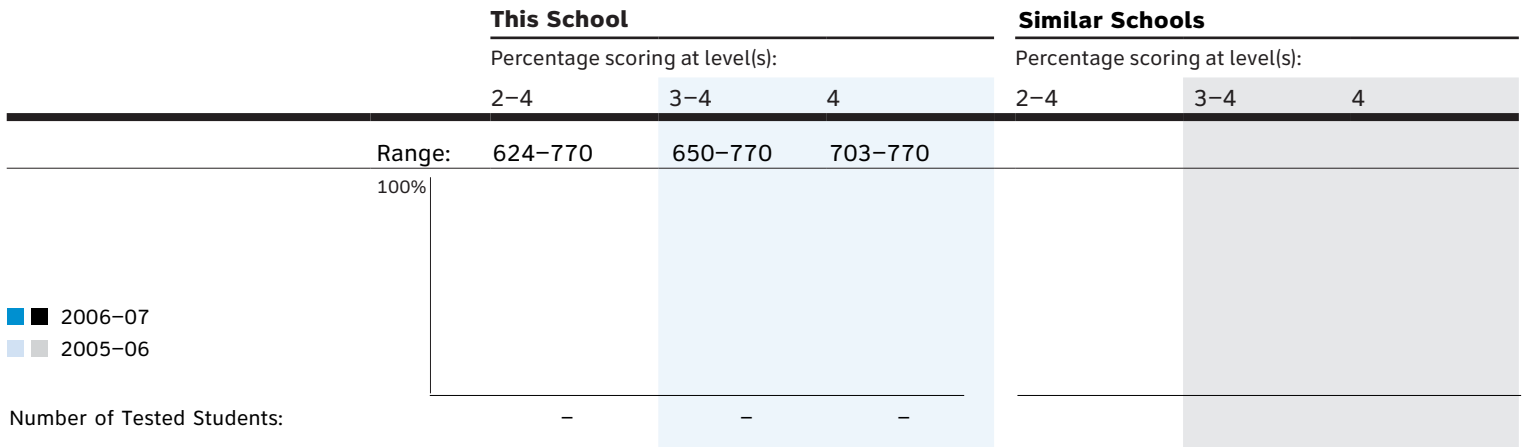 This School Similar Schools
Percentage scoring at level(s): Percentage scoring at level(s):
2–4 3–4 4 2–4 3–4 4
Range: 624–770 650–770 703–770
100%
2006–07
2005–06
Number of Tested Students: – – –